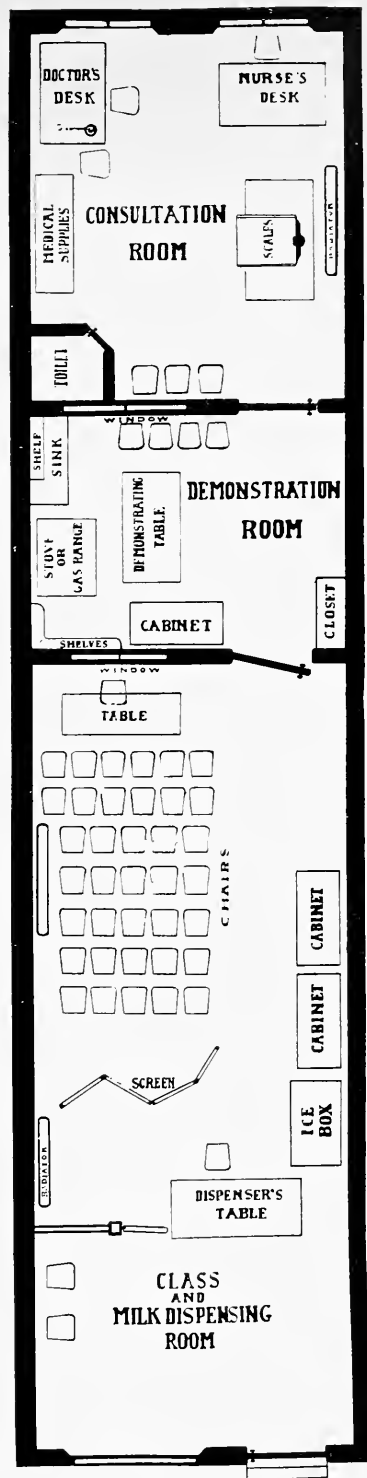 DOCTOR'S
DESK
NURSE'S
DESK
MEDICAL
SUPPLIES
CONSULTATION
ROOM
SCALES
RADIATOR
TOILET
WINDOW
SHELF
SINK
DEMONSTRATION
ROOM
STOVE
OR
GAS RANGE
DEMONSTRATING
TABLE
CABINET
CLOSET
SHELVES
WINDOW
TABLE
CHAIRS
CABINET
CABINET
SCREEN
ICE
BOX
RADIATOR
DISPENSER'S
TABLE
CLASS
AND
MILK DISPENSING
ROOM